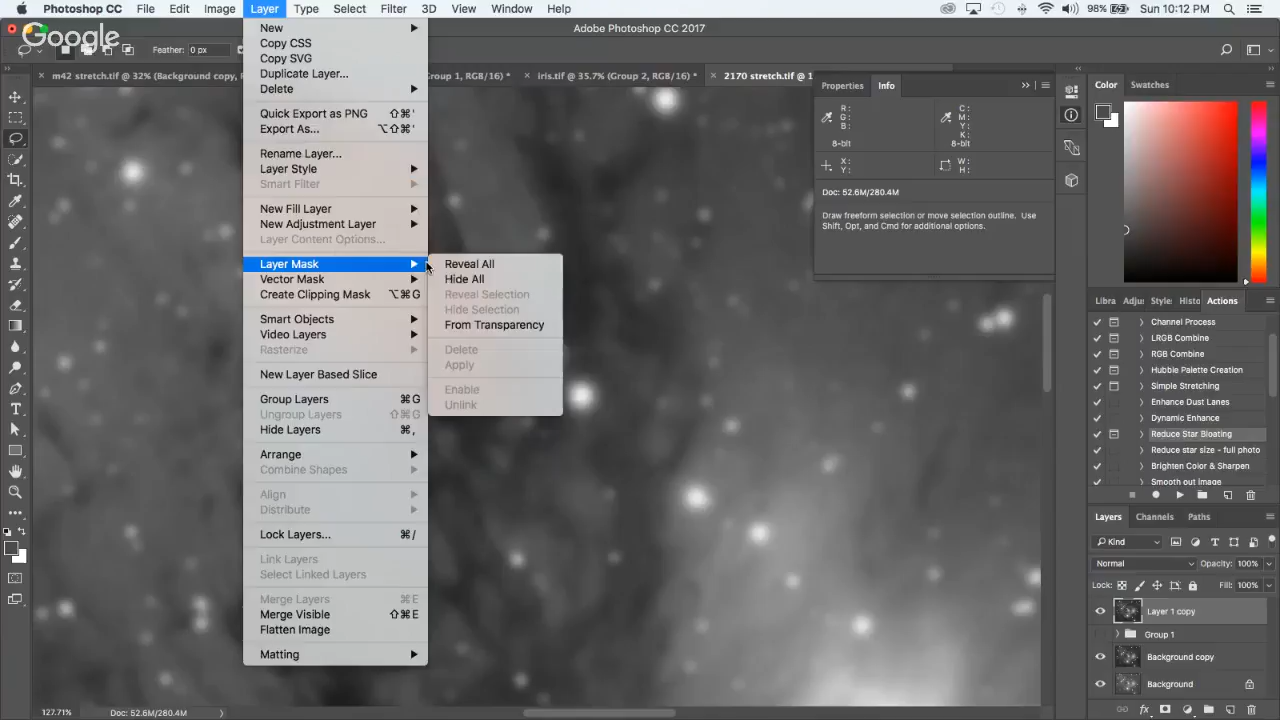 Photoshop CC File Edit Image Layer Type Select Filter 3D View Window Help 98% Sun 10:12 PM
Google
Adobe Photoshop CC 2017
Feather: 0 px
m42 stretch.tif @ 32% (Background copy, R
Group 1, RGB/16) *
iris.tif @ 35.7% (Group 2, RGB/16) *
2170 stretch.tif @ 1
New
Copy CSS
Copy SVG
Duplicate Layer...
Delete
Quick Export as PNG ⇧⌘'
Export As... ⌥⇧⌘'
Rename Layer...
Layer Style
Smart Filter
New Fill Layer
New Adjustment Layer
Layer Content Options...
Layer Mask
Vector Mask
Create Clipping Mask ⌥⌘G
Smart Objects
Video Layers
Rasterize
New Layer Based Slice
Group Layers ⌘G
Ungroup Layers ⇧⌘G
Hide Layers ⌘,
Arrange
Combine Shapes
Align
Distribute
Lock Layers... ⌘/
Link Layers
Select Linked Layers
Merge Layers ⌘E
Merge Visible ⇧⌘E
Flatten Image
Matting
Reveal All
Hide All
Reveal Selection
Hide Selection
From Transparency
Delete
Apply
Enable
Unlink
Properties Info
R: C:
G: M:
B: Y:
K:
8-bit 8-bit
X: W:
Y: H:
Doc: 52.6M/280.4M
Draw freeform selection or move selection outline. Use
Shift, Opt, and Cmd for additional options.
Color Swatches
Libra Adju Style Histo Actions
Channel Process
LRGB Combine
RGB Combine
Hubble Palette Creation
Simple Stretching
Enhance Dust Lanes
Dynamic Enhance
Reduce Star Bloating
Reduce star size - full photo
Brighten Color & Sharpen
Smooth out image
Layers Channels Paths
Kind
Normal Opacity: 100%
Lock: Fill: 100%
Layer 1 copy
Group 1
Background copy
Background
fx
127.71% Doc: 52.6M/280.4M